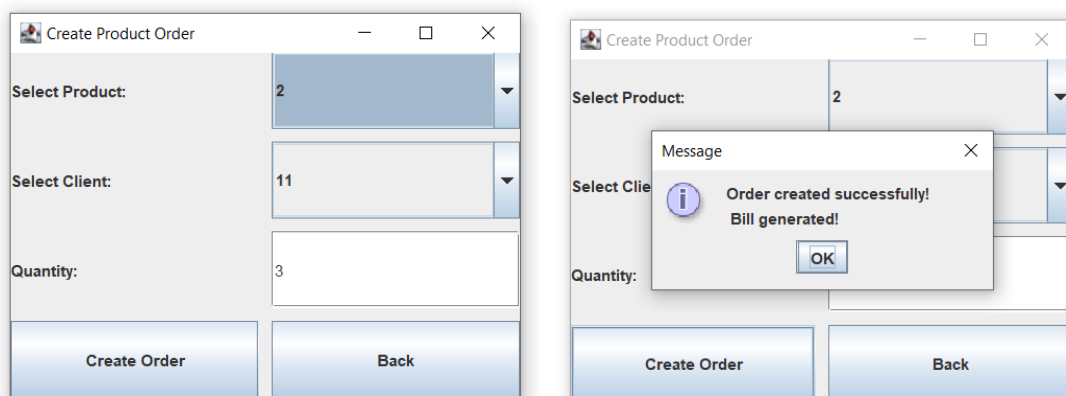 Create Product Order
Select Product:
2
Select Client:
11
Quantity:
3
Create Order
Back
Create Product Order
Select Product:
2
Select Clie
Message
Order created successfully!
Bill generated!
OK
Quantity:
Create Order
Back